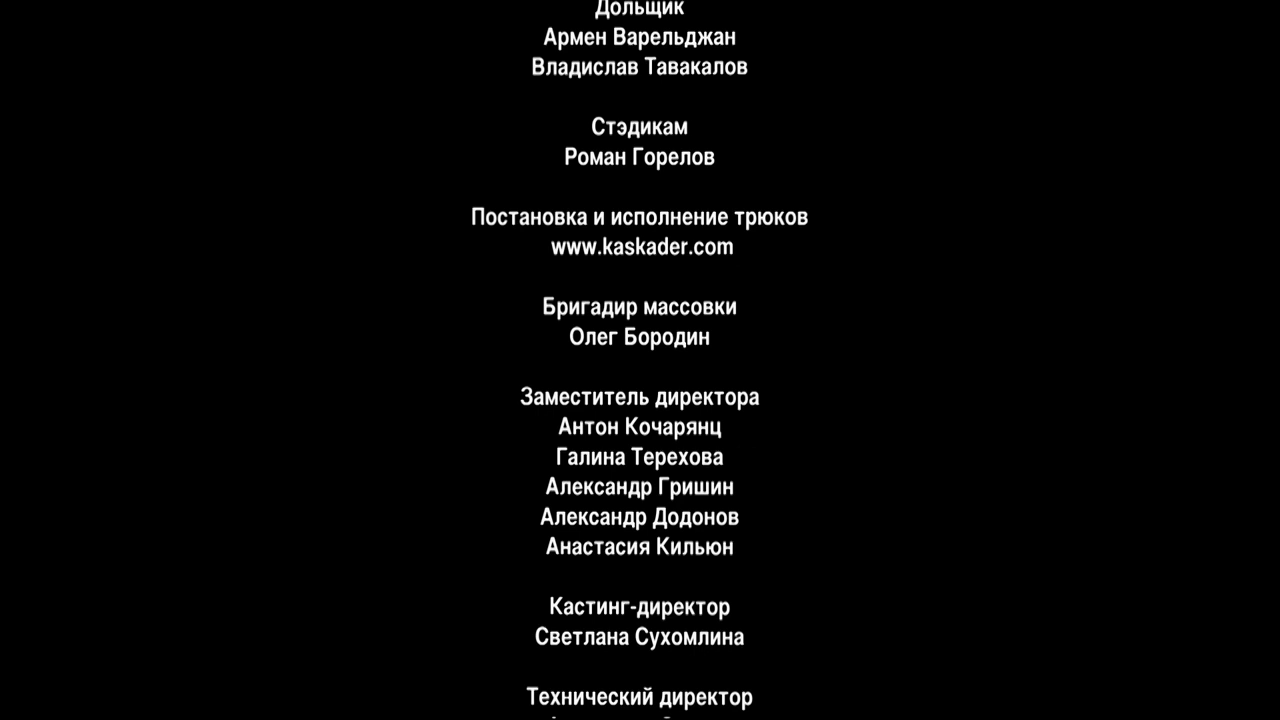 Дольщик
Армен Варельджан
Владислав Тавакалов
Стэдикам
Роман Горелов
Постановка и исполнение трюков
www.kaskader.com
Бригадир массовки
Олег Бородин
Заместитель директора
Антон Кочарянц
Галина Терехова
Александр Гришин
Александр Додонов
Анастасия Кильюн
Кастинг-директор
Светлана Сухомлина
Технический директор